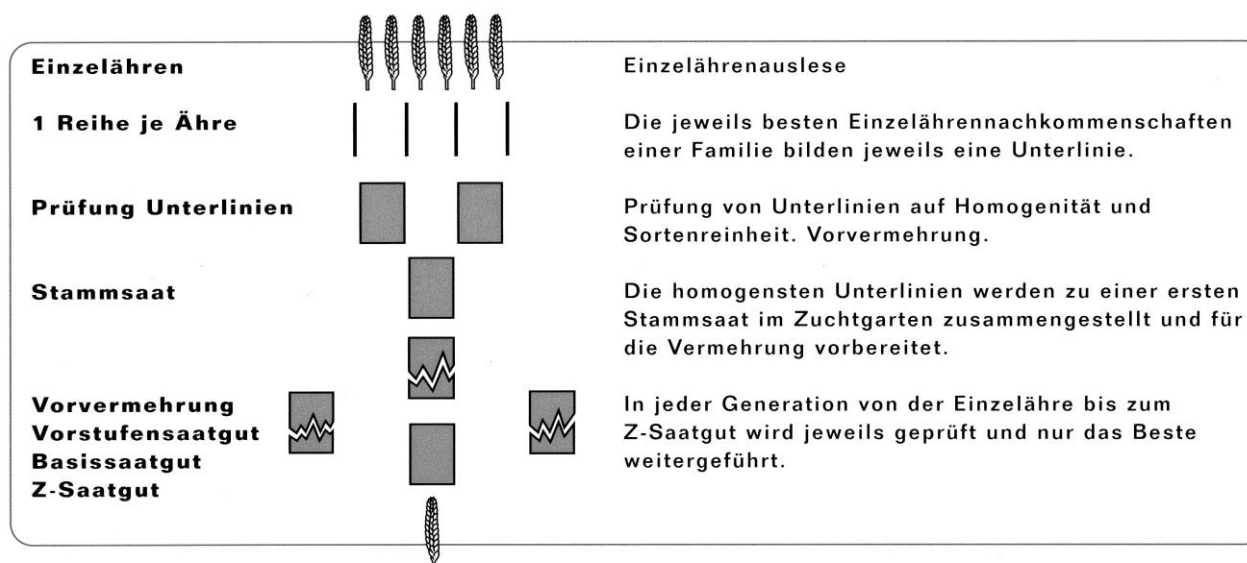 Einzelähren
Einzelährenauslese
1 Reihe je Ähre
Die jeweils besten Einzelährennachkommenschaften
einer Familie bilden jeweils eine Unterlinie.
Prüfung Unterlinien
Prüfung von Unterlinien auf Homogenität und
Sortenreinheit. Vorvermehrung.
Stammsaat
Die homogensten Unterlinien werden zu einer ersten
Stammsaat im Zuchtgarten zusammengestellt und für
die Vermehrung vorbereitet.
Vorvermehrung
Vorstufensaatgut
Basissaatgut
Z-Saatgut
In jeder Generation von der Einzelähre bis zum
Z-Saatgut wird jeweils geprüft und nur das Beste
weitergeführt.